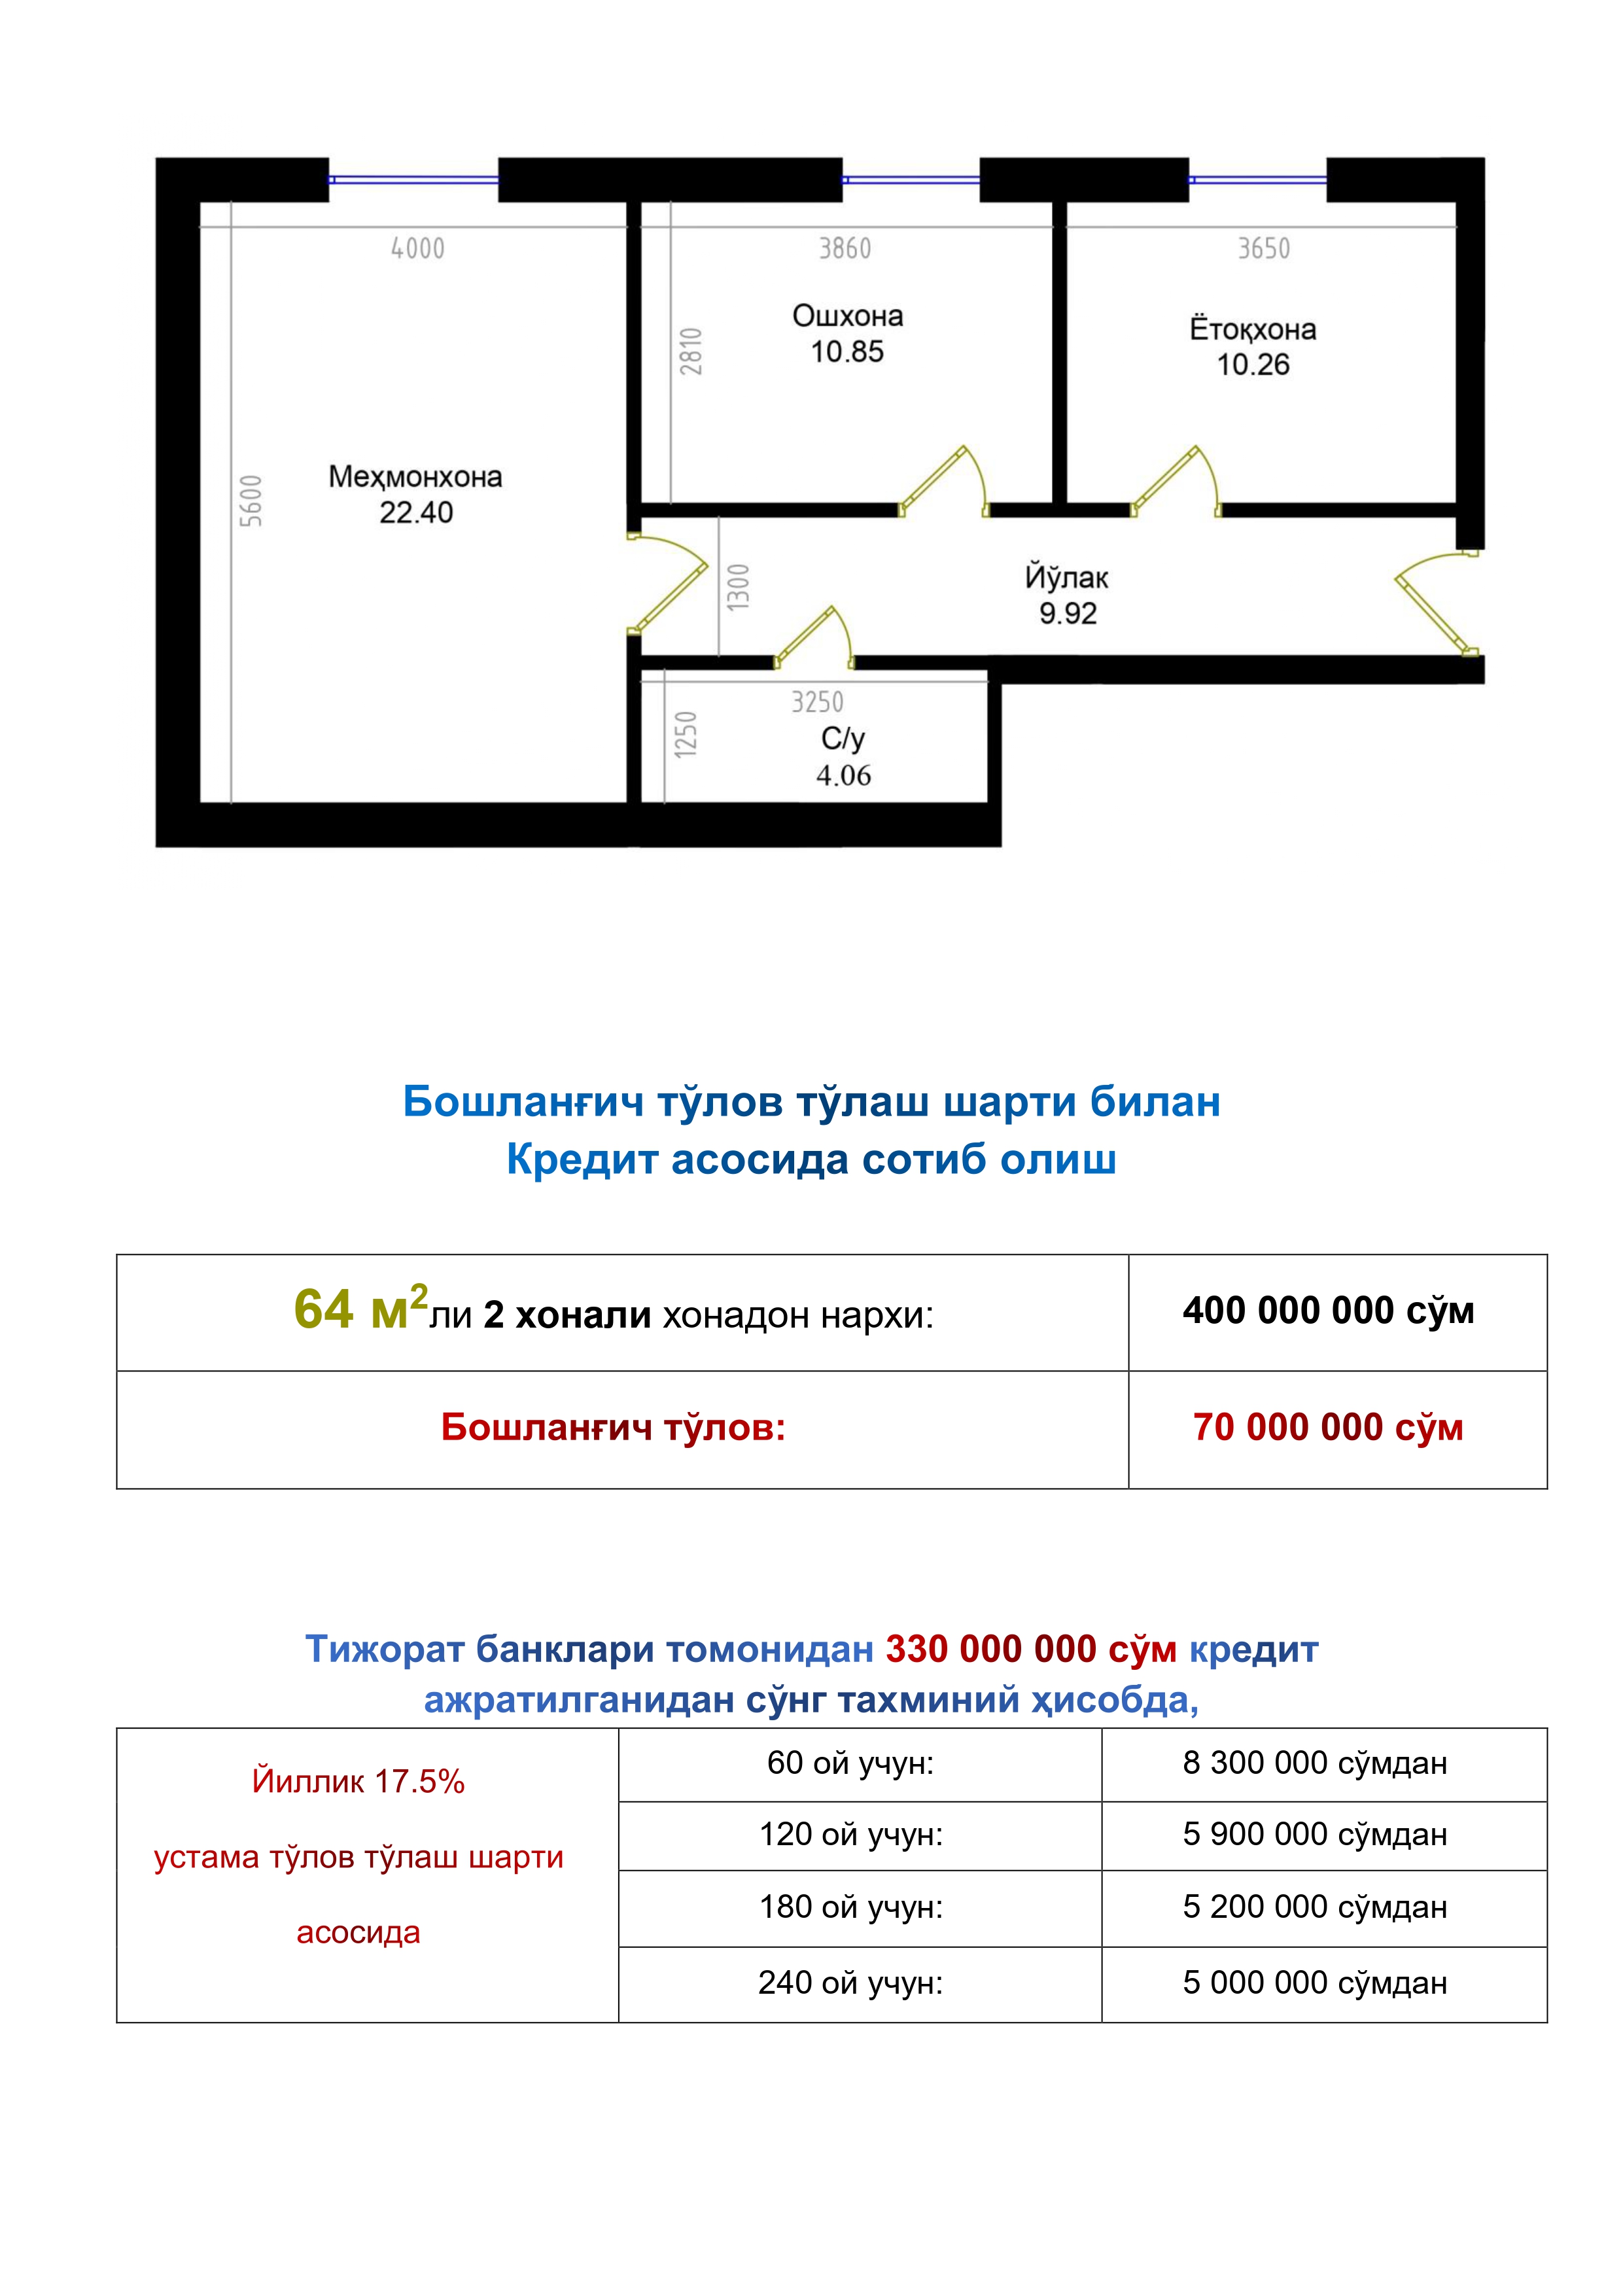 4000
3860
3650
Ошхона
10.85
Ётоқхона
10.26
2810
Меҳмонхона
22.40
5600
Йўлак
9.92
1300
3250
1250
С/у
4.06
Бошланғич тўлов тўлаш шарти билан
Кредит асосида сотиб олиш
64 м²ли 2 хонали хонадон нархи: 400 000 000 сўм
Бошланғич тўлов: 70 000 000 сўм
Тижорат банклари томонидан 330 000 000 сўм кредит
ажратилганидан сўнг тахминий ҳисобда,
Йиллик 17.5%
устама тўлов тўлаш шарти
асосида
60 ой учун: 8 300 000 сўмдан
120 ой учун: 5 900 000 сўмдан
180 ой учун: 5 200 000 сўмдан
240 ой учун: 5 000 000 сўмдан